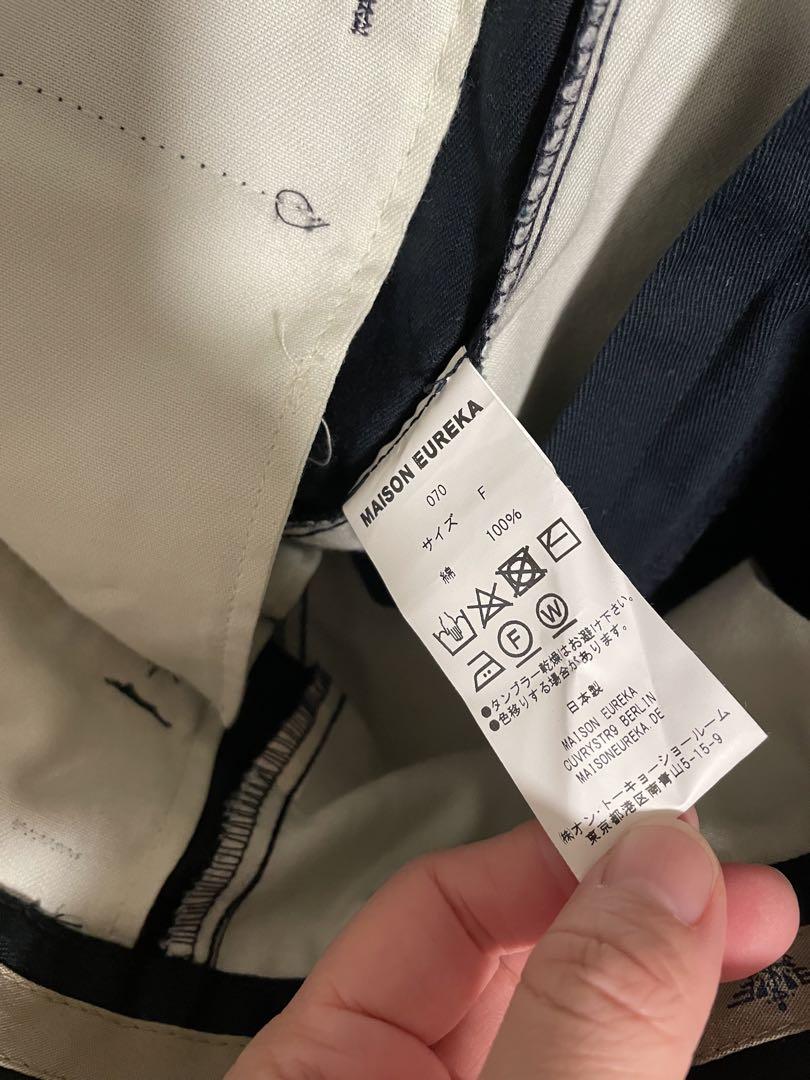 MAISON EUREKA
070
サイズ F
綿 100%
F W
●タンブラー乾燥はお避け下さい。
●色移りする場合があります。
日本製
MAISON EUREKA
CUVRYSTR9 BERLIN
MAISONEUREKA.DE
㈱オン・トーキョーショールーム
東京都港区南青山5-15-9